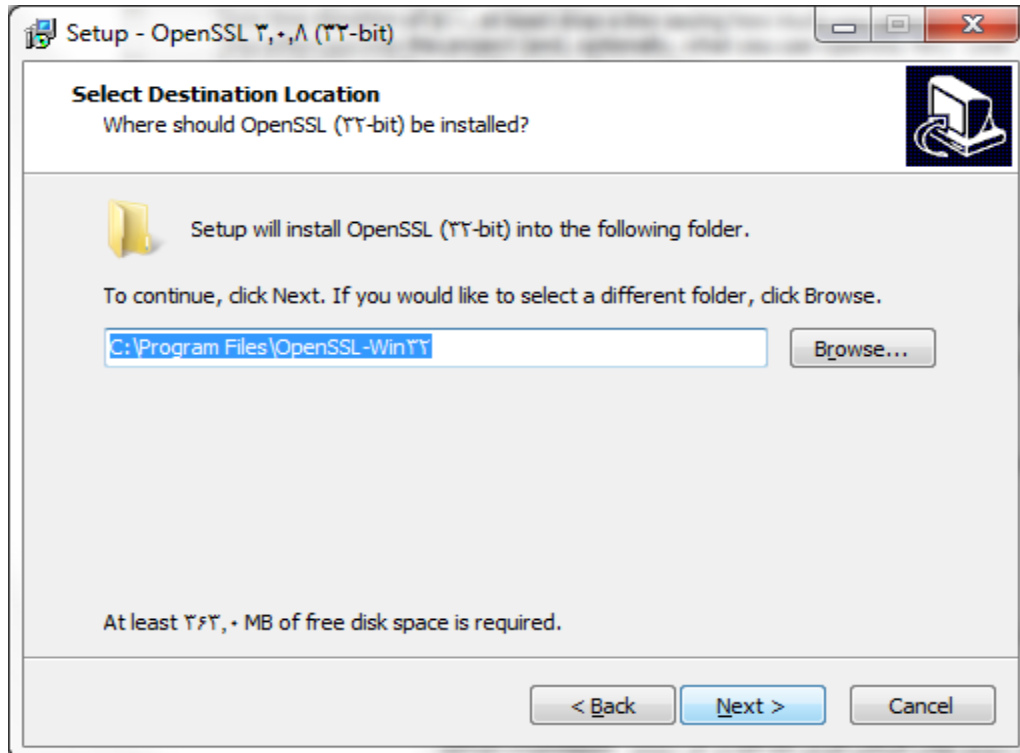 Setup - OpenSSL ۳,۰,۸ (۳۲-bit)
Select Destination Location
Where should OpenSSL (۳۲-bit) be installed?
Setup will install OpenSSL (۳۲-bit) into the following folder.
To continue, click Next. If you would like to select a different folder, click Browse.
C:\Program Files\OpenSSL-Win۳۲
Browse...
At least ۳۶۳,۰ MB of free disk space is required.
< Back
Next >
Cancel